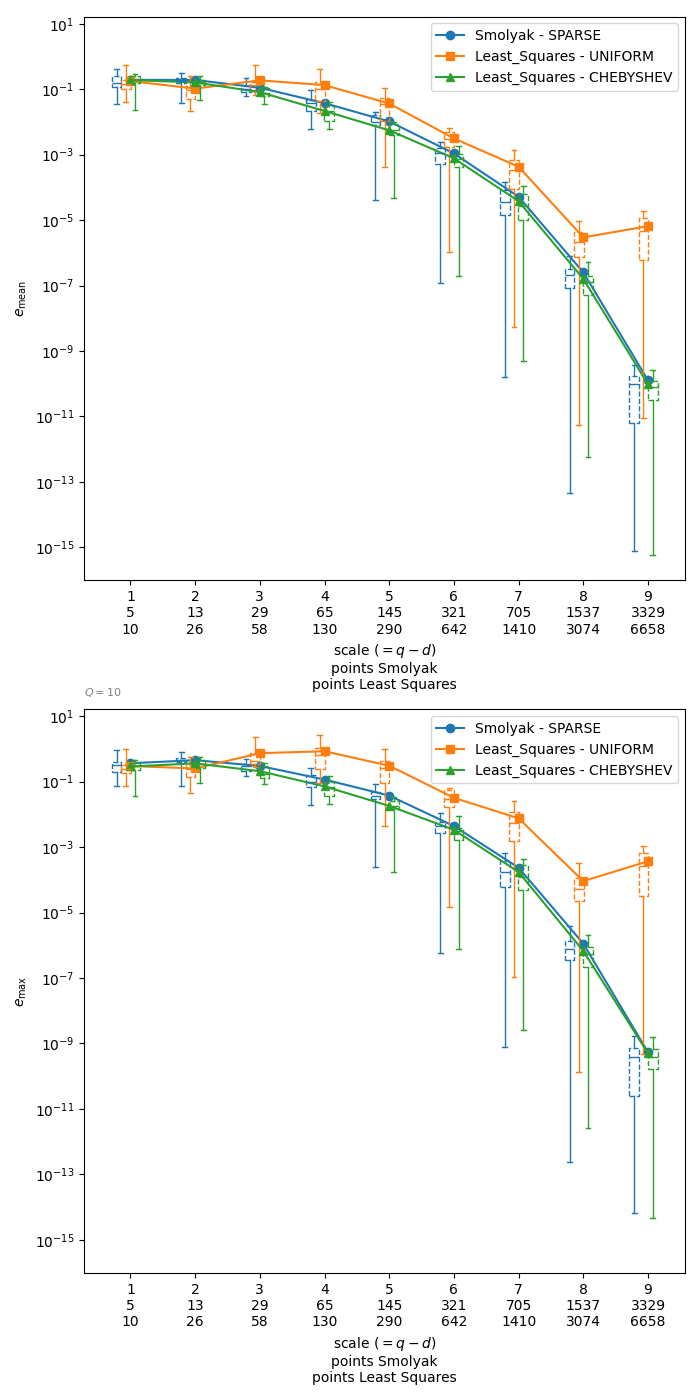 Smolyak - SPARSE
Least_Squares - UNIFORM
Least_Squares - CHEBYSHEV
10¹
10⁻¹
10⁻³
10⁻⁵
10⁻⁷
10⁻⁹
10⁻¹¹
10⁻¹³
10⁻¹⁵
e_mean
1 2 3 4 5 6 7 8 9
5 13 29 65 145 321 705 1537 3329
10 26 58 130 290 642 1410 3074 6658
scale (= q − d)
points Smolyak
points Least Squares
Q = 10
Smolyak - SPARSE
Least_Squares - UNIFORM
Least_Squares - CHEBYSHEV
10¹
10⁻¹
10⁻³
10⁻⁵
10⁻⁷
10⁻⁹
10⁻¹¹
10⁻¹³
10⁻¹⁵
e_max
1 2 3 4 5 6 7 8 9
5 13 29 65 145 321 705 1537 3329
10 26 58 130 290 642 1410 3074 6658
scale (= q − d)
points Smolyak
points Least Squares